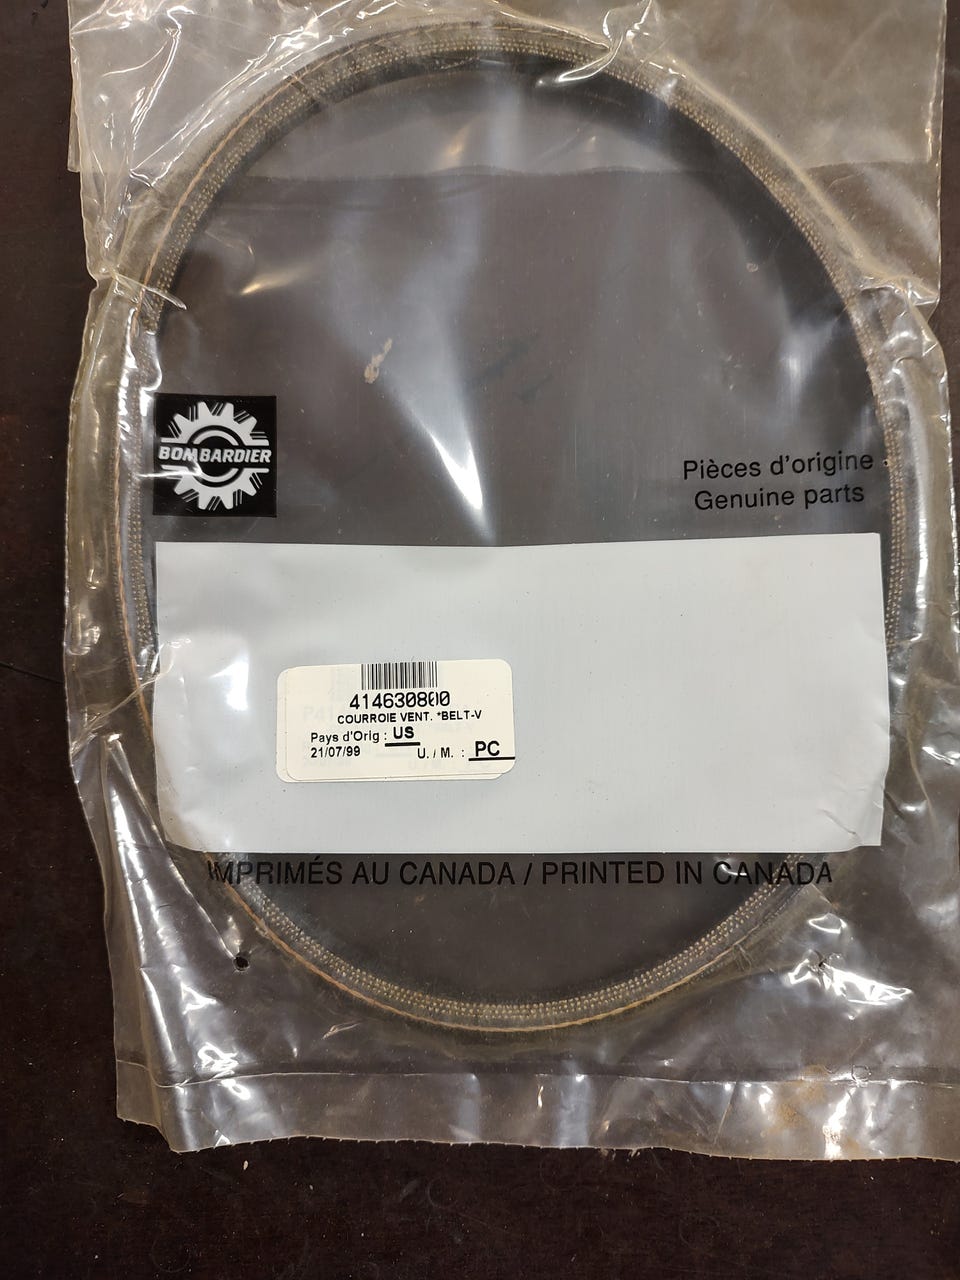 BOMBARDIER
Pièces d'origine
Genuine parts
414630800
COURROIE VENT. *BELT-V
Pays d'Orig : US
21/07/99 U. / M. : PC
IMPRIMÉS AU CANADA / PRINTED IN CANADA